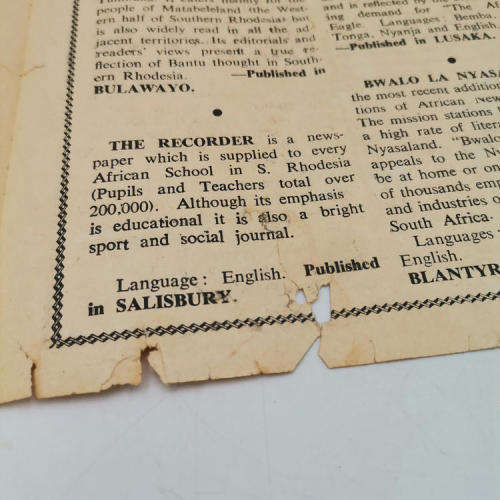 people of Matabeleland (the West-
ern half of Southern Rhodesia) but
is also widely read in all the ad-
jacent territories. Its editorials and
readers' views present a true re-
flection of Bantu thought in South-
ern Rhodesia. —Published in
BULAWAYO.
THE RECORDER is a news-
paper which is supplied to every
African School in S. Rhodesia
(Pupils and Teachers total over
200,000). Although its emphasis
is educational it is also a bright
sport and social journal.
Language: English. Published
in SALISBURY.
and is reflected by the
ing demand for "The
Eagle. Languages: Bemba,
Tonga, Nyanja and English.
—Published in LUSAKA.
BWALO LA NYASA
the most recent addition
tions of African New
The mission stations
a high rate of liter
Nyasaland. "Bwalo
appeals to the Ny
be at home or on
of thousands em
and industries o
South Africa.
Languages:
English.
BLANTYR